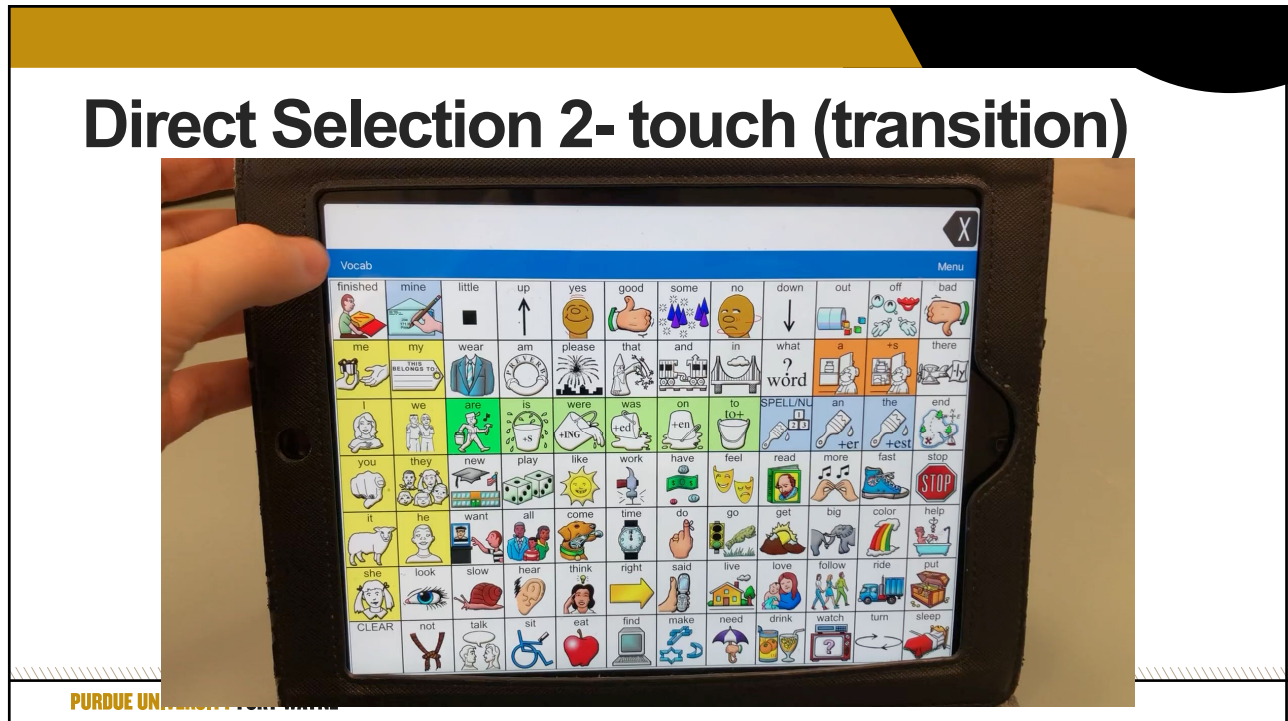 Direct Selection 2- touch (transition)
X
Vocab Menu
finished mine little up yes good some no down out off bad
me my wear am please that and in what a +s there
THIS BELONGS TO ? word
I we are is were was on to SPELL/NU an the end
+S +ING +ed +en to+ 1 2 3 +er +est
you they new play like work have feel read more fast stop
STOP
it he want all come time do go get big color help
she look slow hear think right said live love follow ride put
CLEAR not talk sit eat find make need drink watch turn sleep
?
PURDUE UN